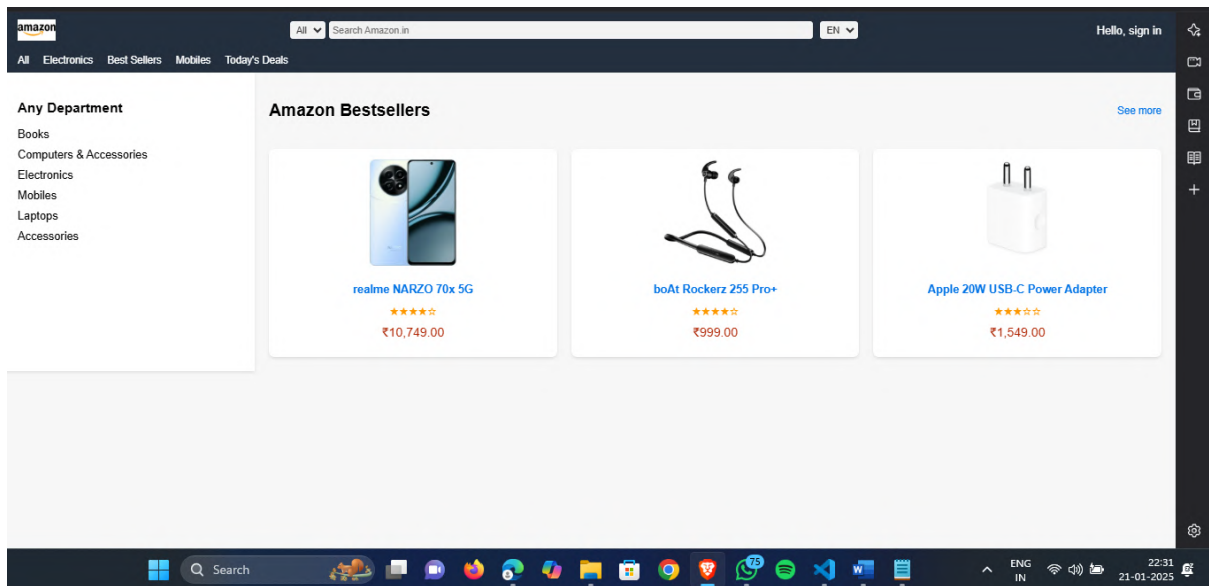 amazon
All Search Amazon.in EN Hello, sign in
All Electronics Best Sellers Mobiles Today's Deals
Any Department
Books
Computers & Accessories
Electronics
Mobiles
Laptops
Accessories
Amazon Bestsellers See more
realme NARZO 70x 5G
★★★★☆
₹10,749.00
boAt Rockerz 255 Pro+
★★★★☆
₹999.00
Apple 20W USB-C Power Adapter
★★★☆☆
₹1,549.00
Search
75
ENG
IN
22:31
21-01-2025